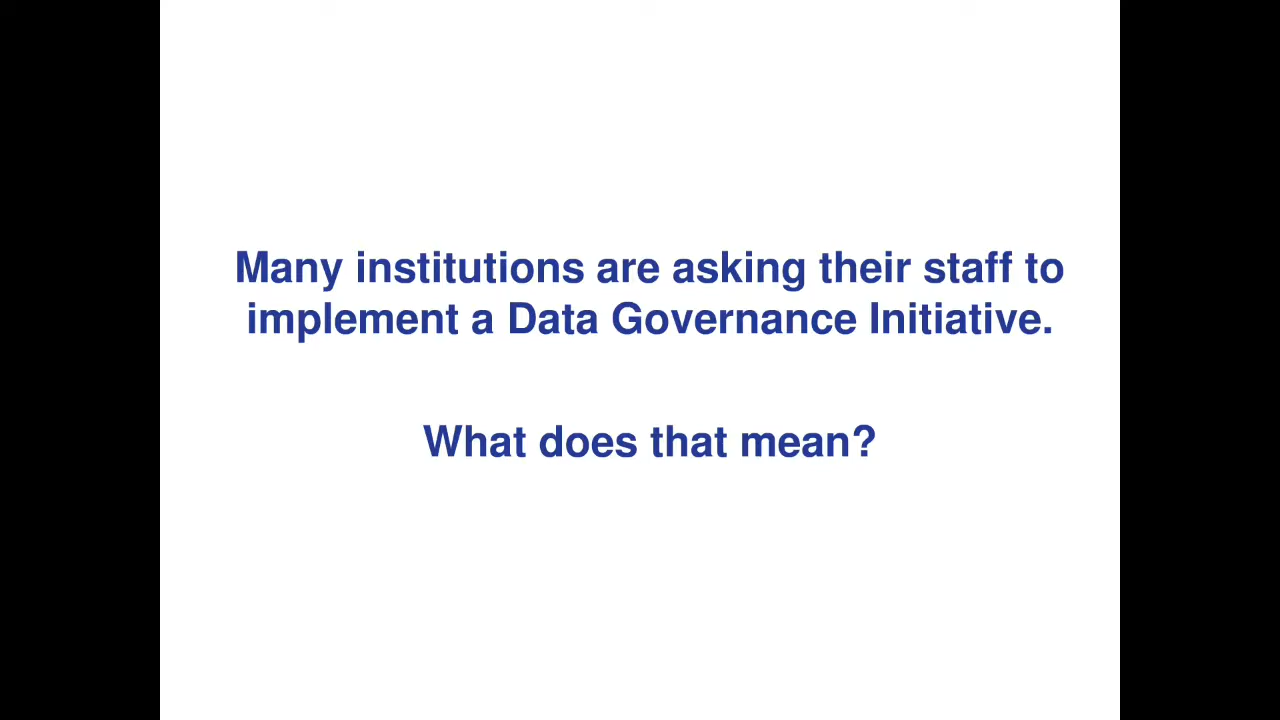 Many institutions are asking their staff to
implement a Data Governance Initiative.
What does that mean?